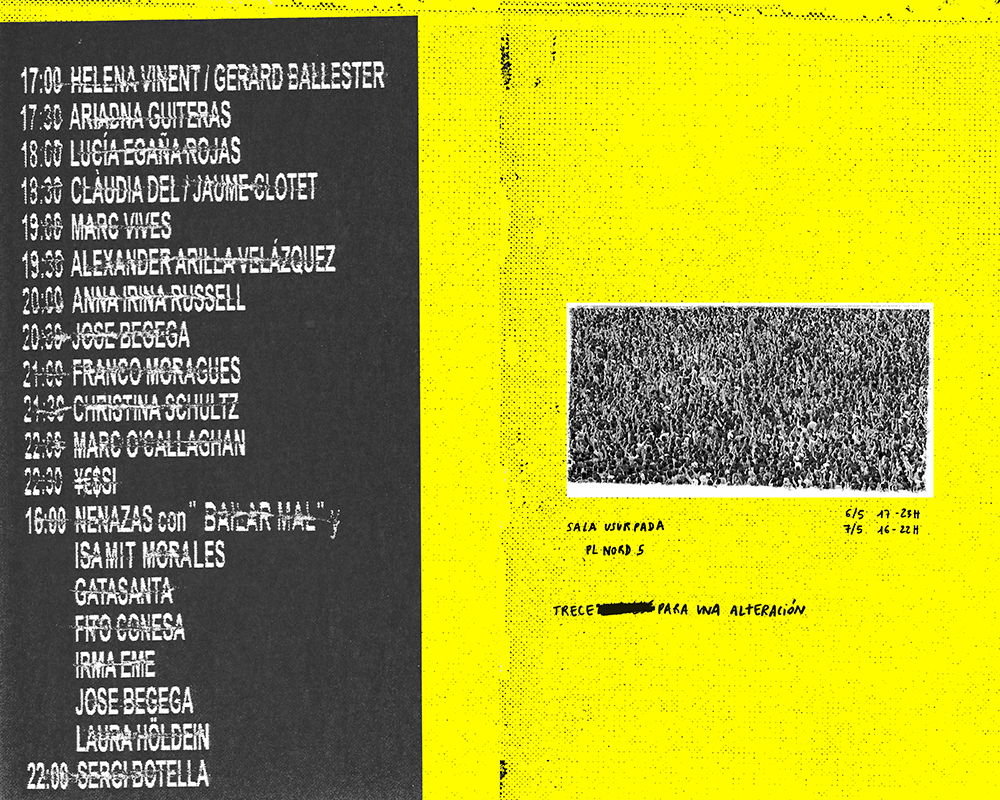 17:00 HELENA VINENT / GERARD BALLESTER
17:30 ARIADNA GUITERAS
18:00 LUCÍA EGAÑA ROJAS
18:30 CLÀUDIA DEL / JAUME CLOTET
19:00 MARC VIVES
19:30 ALEXANDER ARILLA VELÁZQUEZ
20:00 ANNA IRINA RUSSELL
20:30 JOSE BEGEGA
21:00 FRANCO MORAGUES
21:30 CHRISTINA SCHULTZ
22:00 MARC O'CALLAGHAN
22:30 ¥€$SI
16:00 NENAZAS con " BAILAR MAL" y
ISAMIT MORALES
GATASANTA
FITO CONESA
IRMA EME
JOSE BEGEGA
LAURA HÖLDEIN
22:00 SERGI BOTELLA
SALA USURPADA
PL NORD 5
6/5 17-23H
7/5 16-22H
TRECE PARA UNA ALTERACIÓN